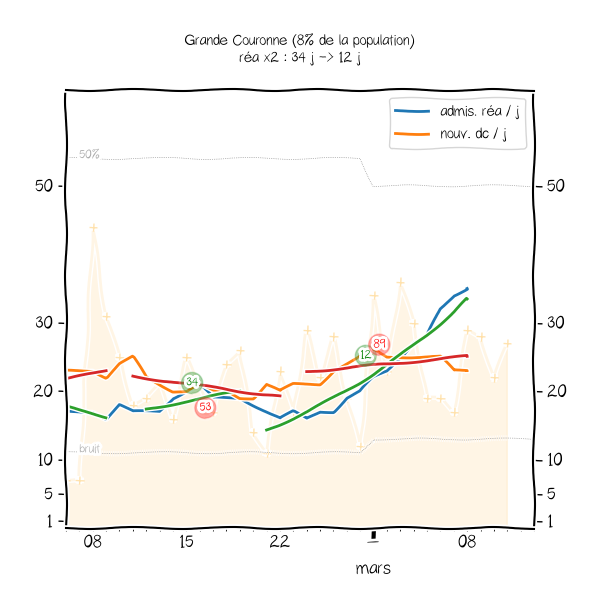 Grande Couronne (8% de la population)
réa x2 : 34 j -> 12 j
admis. réa / j
nouv. dc / j
50%
50 50
89
12
30 30
34
53
20 20
bruit
10 10
5 5
1 1
08 15 22 1 08
mars